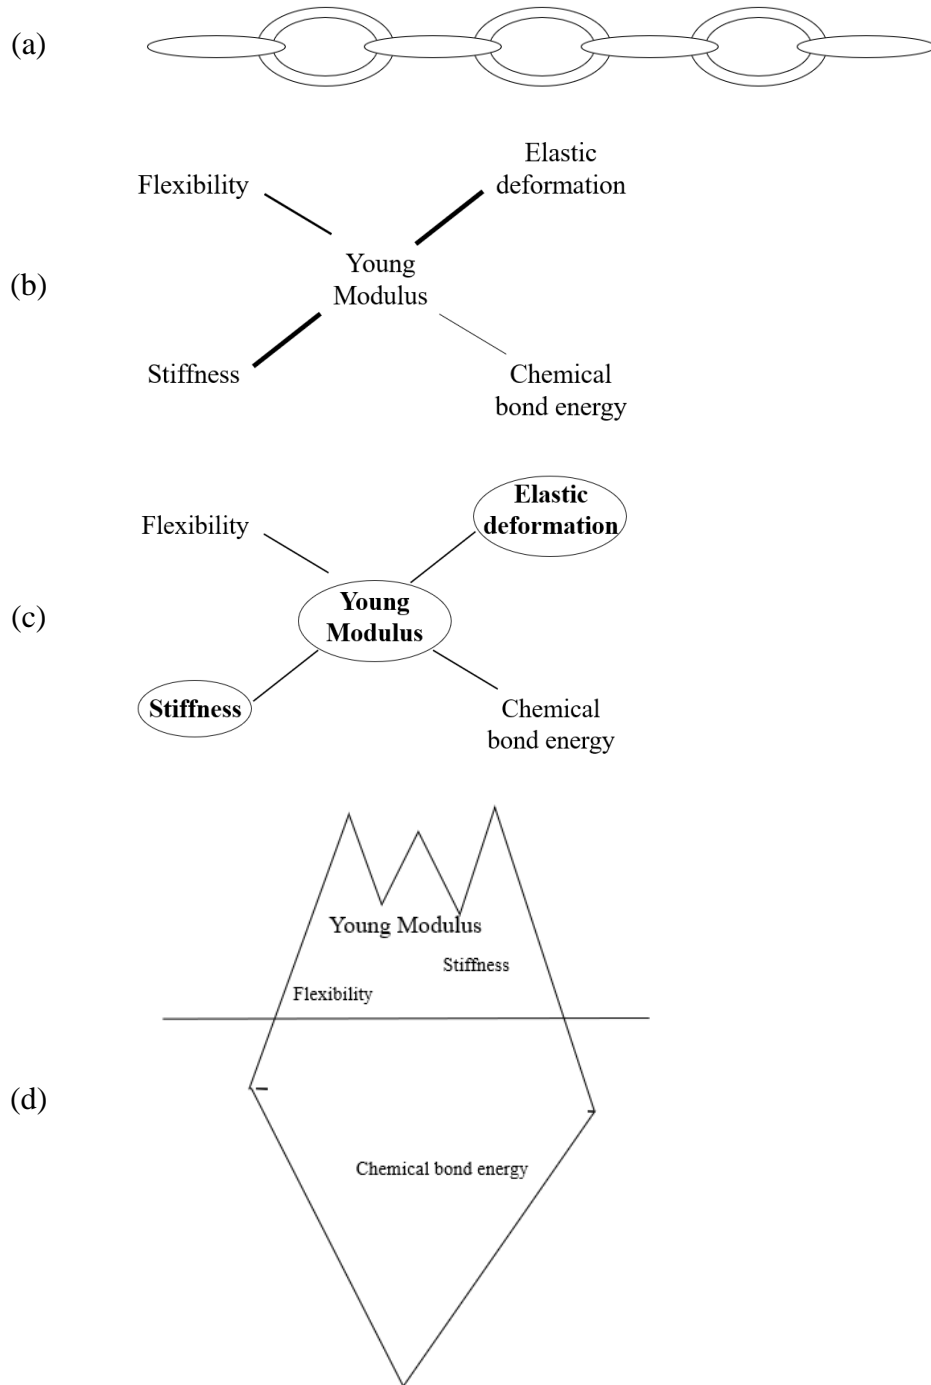 (a)
Elastic
deformation
Flexibility
Young
Modulus
(b)
Stiffness
Chemical
bond energy
Elastic
deformation
Flexibility
Young
Modulus
(c)
Stiffness
Chemical
bond energy
Young Modulus
Stiffness
Flexibility
(d)
Chemical bond energy